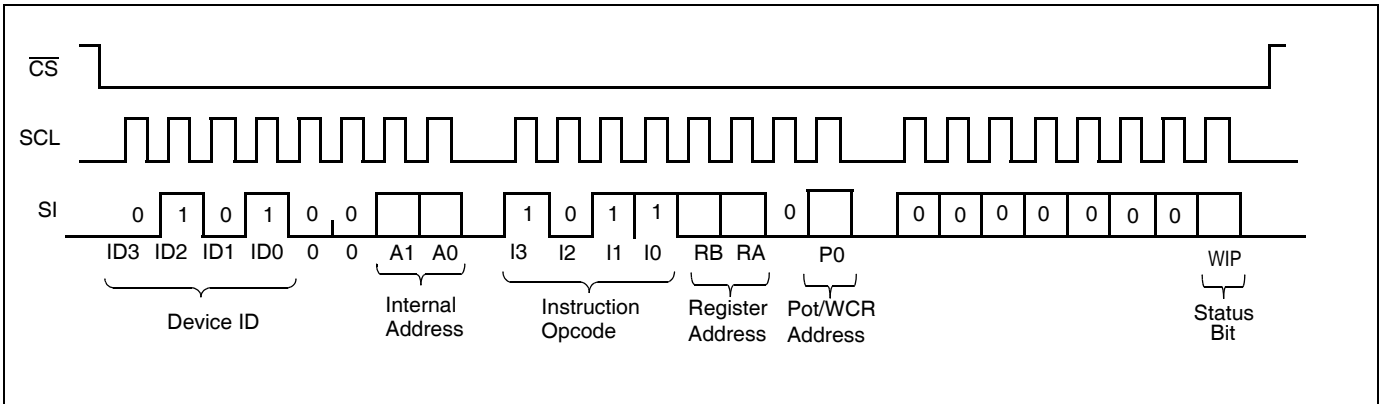 CS
SCL
SI
0 1 0 1 0 0
1 0 1 1 0
0 0 0 0 0 0 0
ID3 ID2 ID1 ID0 0 0 A1 A0 I3 I2 I1 I0 RB RA P0 WIP
Device ID
Internal
Address
Instruction
Opcode
Register
Address
Pot/WCR
Address
Status
Bit